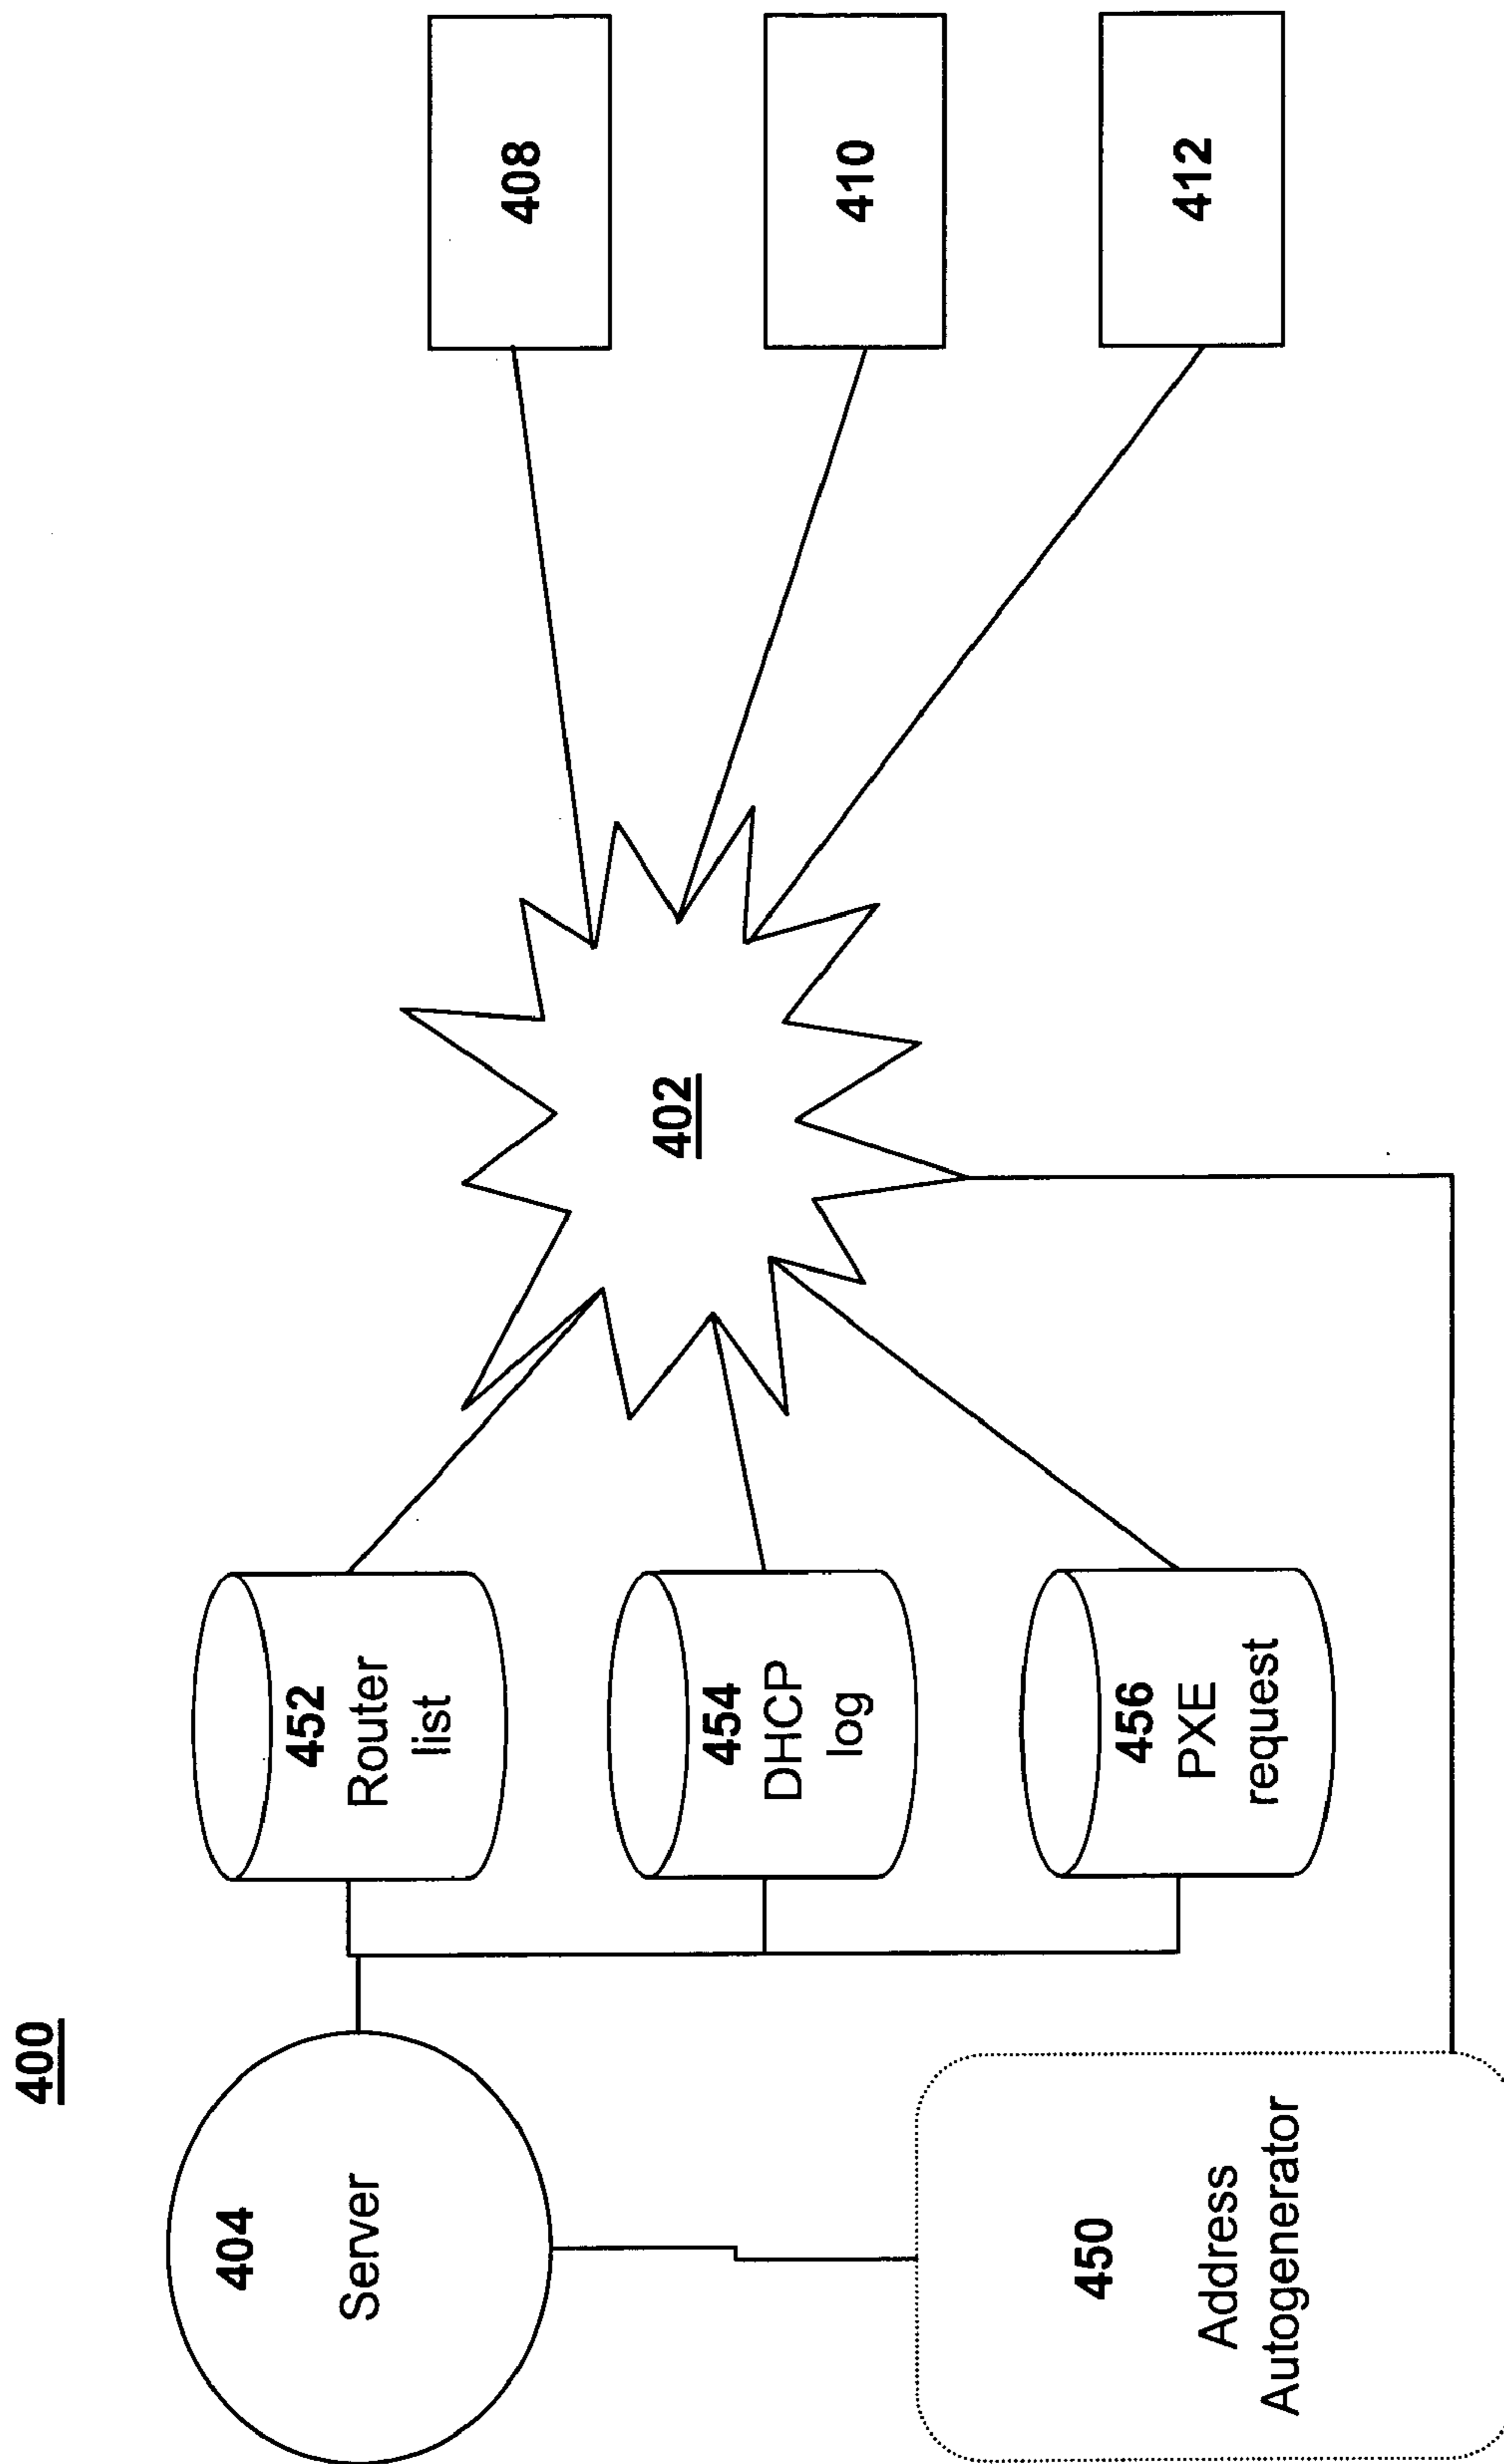 400
404
Server
452
Router
list
454
DHCP
log
456
PXE
request
450
Address
Autogenerator
402
408
410
412